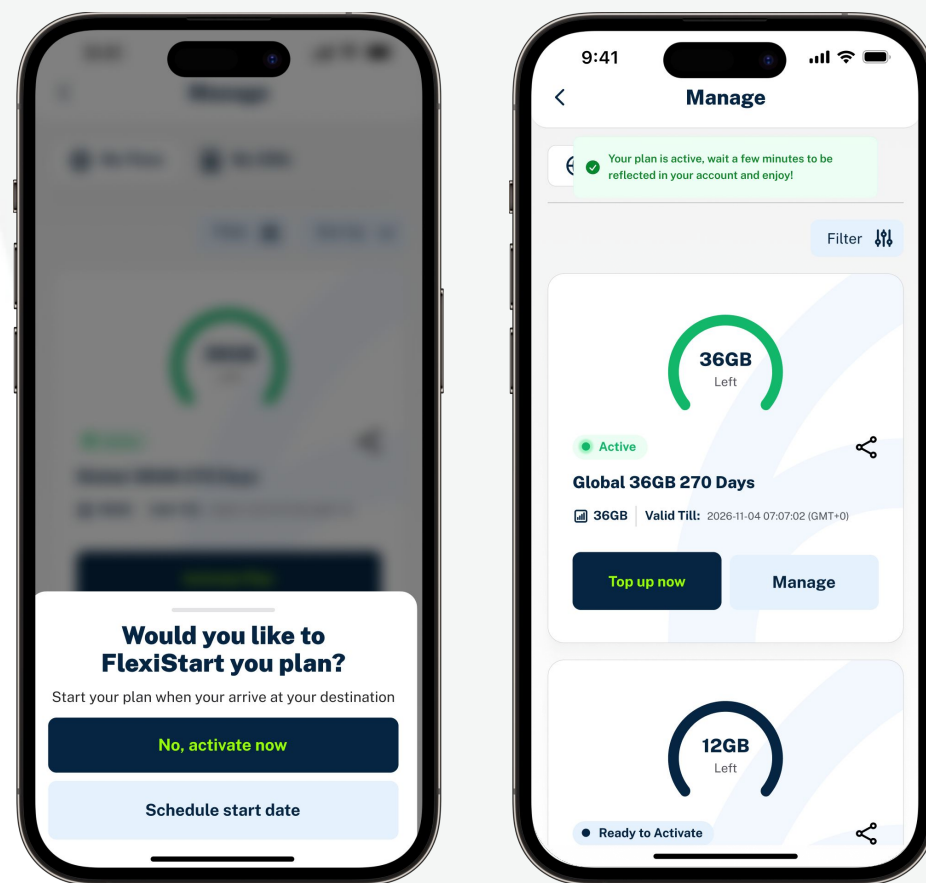 Manage
Would you like to
FlexiStart you plan?
Start your plan when your arrive at your destination
No, activate now
Schedule start date
9:41
Manage
Your plan is active, wait a few minutes to be
reflected in your account and enjoy!
Filter
36GB
Left
Active
Global 36GB 270 Days
36GB Valid Till: 2026-11-04 07:07:02 (GMT+0)
Top up now
Manage
12GB
Left
Ready to Activate